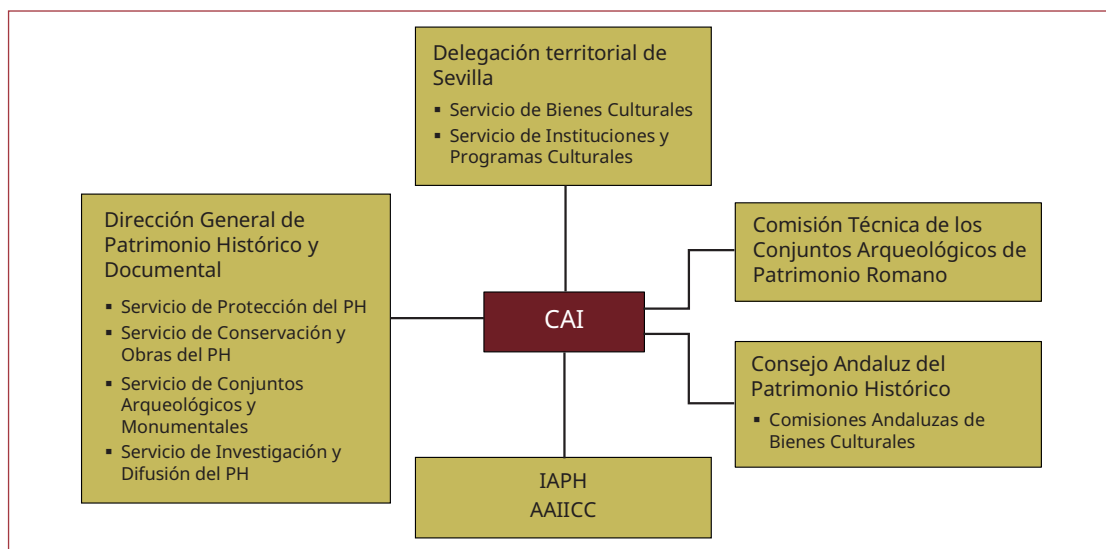 Delegación territorial de
Sevilla
▪ Servicio de Bienes Culturales
▪ Servicio de Instituciones y
Programas Culturales
Dirección General de
Patrimonio Histórico y
Documental
▪ Servicio de Protección del PH
▪ Servicio de Conservación y
Obras del PH
▪ Servicio de Conjuntos
Arqueológicos y
Monumentales
▪ Servicio de Investigación y
Difusión del PH
CAI
Comisión Técnica de los
Conjuntos Arqueológicos de
Patrimonio Romano
Consejo Andaluz del
Patrimonio Histórico
▪ Comisiones Andaluzas de
Bienes Culturales
IAPH
AAIICC